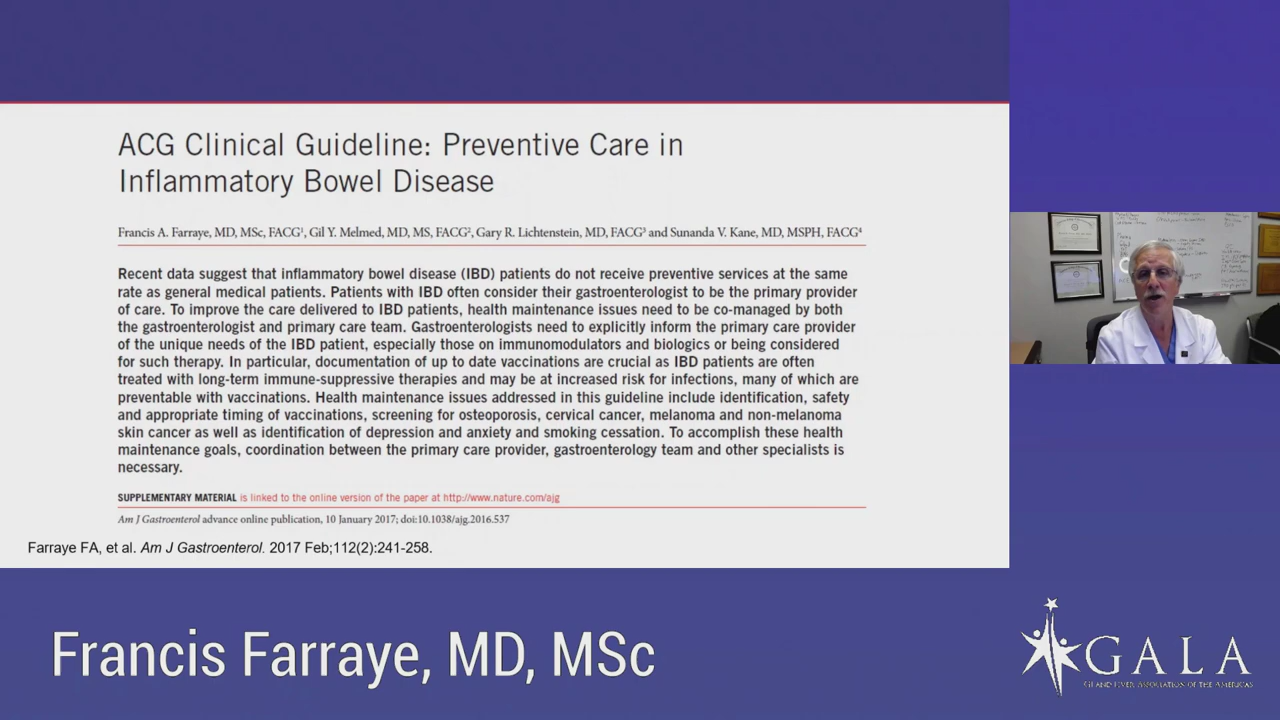 ACG Clinical Guideline: Preventive Care in
Inflammatory Bowel Disease
Francis A. Farraye, MD, MSc, FACG¹, Gil Y. Melmed, MD, MS, FACG², Gary R. Lichtenstein, MD, FACG³ and Sunanda V. Kane, MD, MSPH, FACG⁴
Recent data suggest that inflammatory bowel disease (IBD) patients do not receive preventive services at the same
rate as general medical patients. Patients with IBD often consider their gastroenterologist to be the primary provider
of care. To improve the care delivered to IBD patients, health maintenance issues need to be co-managed by both
the gastroenterologist and primary care team. Gastroenterologists need to explicitly inform the primary care provider
of the unique needs of the IBD patient, especially those on immunomodulators and biologics or being considered
for such therapy. In particular, documentation of up to date vaccinations are crucial as IBD patients are often
treated with long-term immune-suppressive therapies and may be at increased risk for infections, many of which are
preventable with vaccinations. Health maintenance issues addressed in this guideline include identification, safety
and appropriate timing of vaccinations, screening for osteoporosis, cervical cancer, melanoma and non-melanoma
skin cancer as well as identification of depression and anxiety and smoking cessation. To accomplish these health
maintenance goals, coordination between the primary care provider, gastroenterology team and other specialists is
necessary.
SUPPLEMENTARY MATERIAL is linked to the online version of the paper at http://www.nature.com/ajg
Am J Gastroenterol advance online publication, 10 January 2017; doi:10.1038/ajg.2016.537
Farraye FA, et al. Am J Gastroenterol. 2017 Feb;112(2):241-258.
Francis Farraye, MD, MSc
GALA
GI AND LIVER ASSOCIATION OF THE AMERICAS